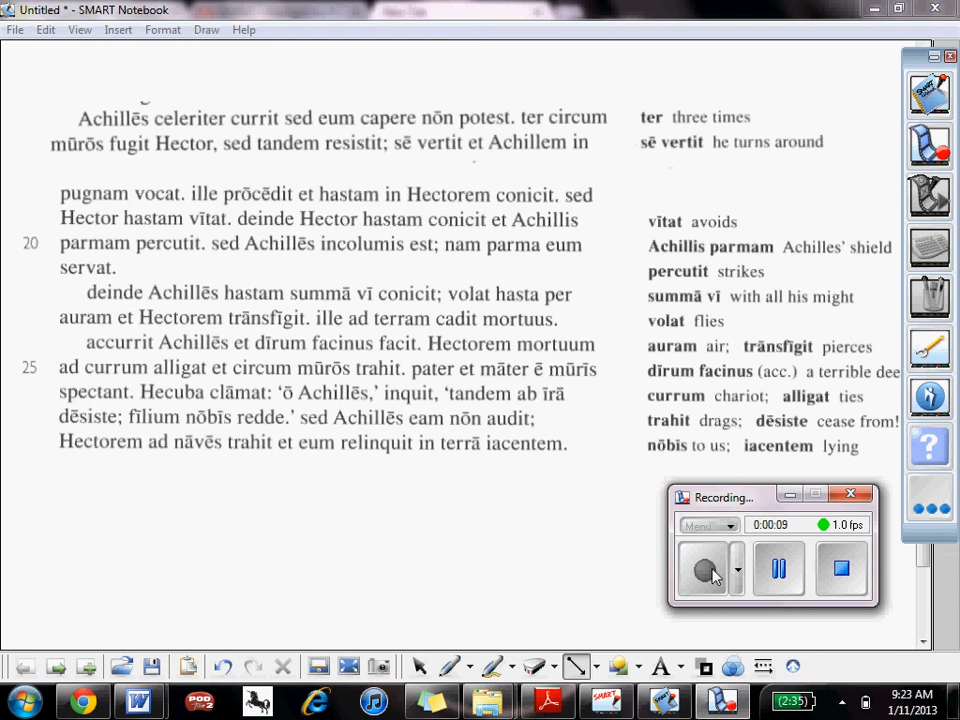 Untitled * - SMART Notebook
File Edit View Insert Format Draw Help
Achillēs celeriter currit sed eum capere nōn potest. ter circum
mūrōs fugit Hector, sed tandem resistit; sē vertit et Achillem in
pugnam vocat. ille prōcēdit et hastam in Hectorem conicit. sed
Hector hastam vītat. deinde Hector hastam conicit et Achillis
20 parmam percutit. sed Achillēs incolumis est; nam parma eum
servat.
deinde Achillēs hastam summā vī conicit; volat hasta per
auram et Hectorem trānsfīgit. ille ad terram cadit mortuus.
accurrit Achillēs et dīrum facinus facit. Hectorem mortuum
25 ad currum alligat et circum mūrōs trahit. pater et māter ē mūrīs
spectant. Hecuba clāmat: ‘ō Achillēs,’ inquit, ‘tandem ab īrā
dēsiste; fīlium nōbīs redde.’ sed Achillēs eam nōn audit;
Hectorem ad nāvēs trahit et eum relinquit in terrā iacentem.
ter three times
sē vertit he turns around
vītat avoids
Achillis parmam Achilles’ shield
percutit strikes
summā vī with all his might
volat flies
auram air; trānsfīgit pierces
dīrum facinus (acc.) a terrible dee
currum chariot; alligat ties
trahit drags; dēsiste cease from!
nōbīs to us; iacentem lying
Recording...
Menu 0:00:09 1.0 fps
POD
(2:35)
9:23 AM
1/11/2013